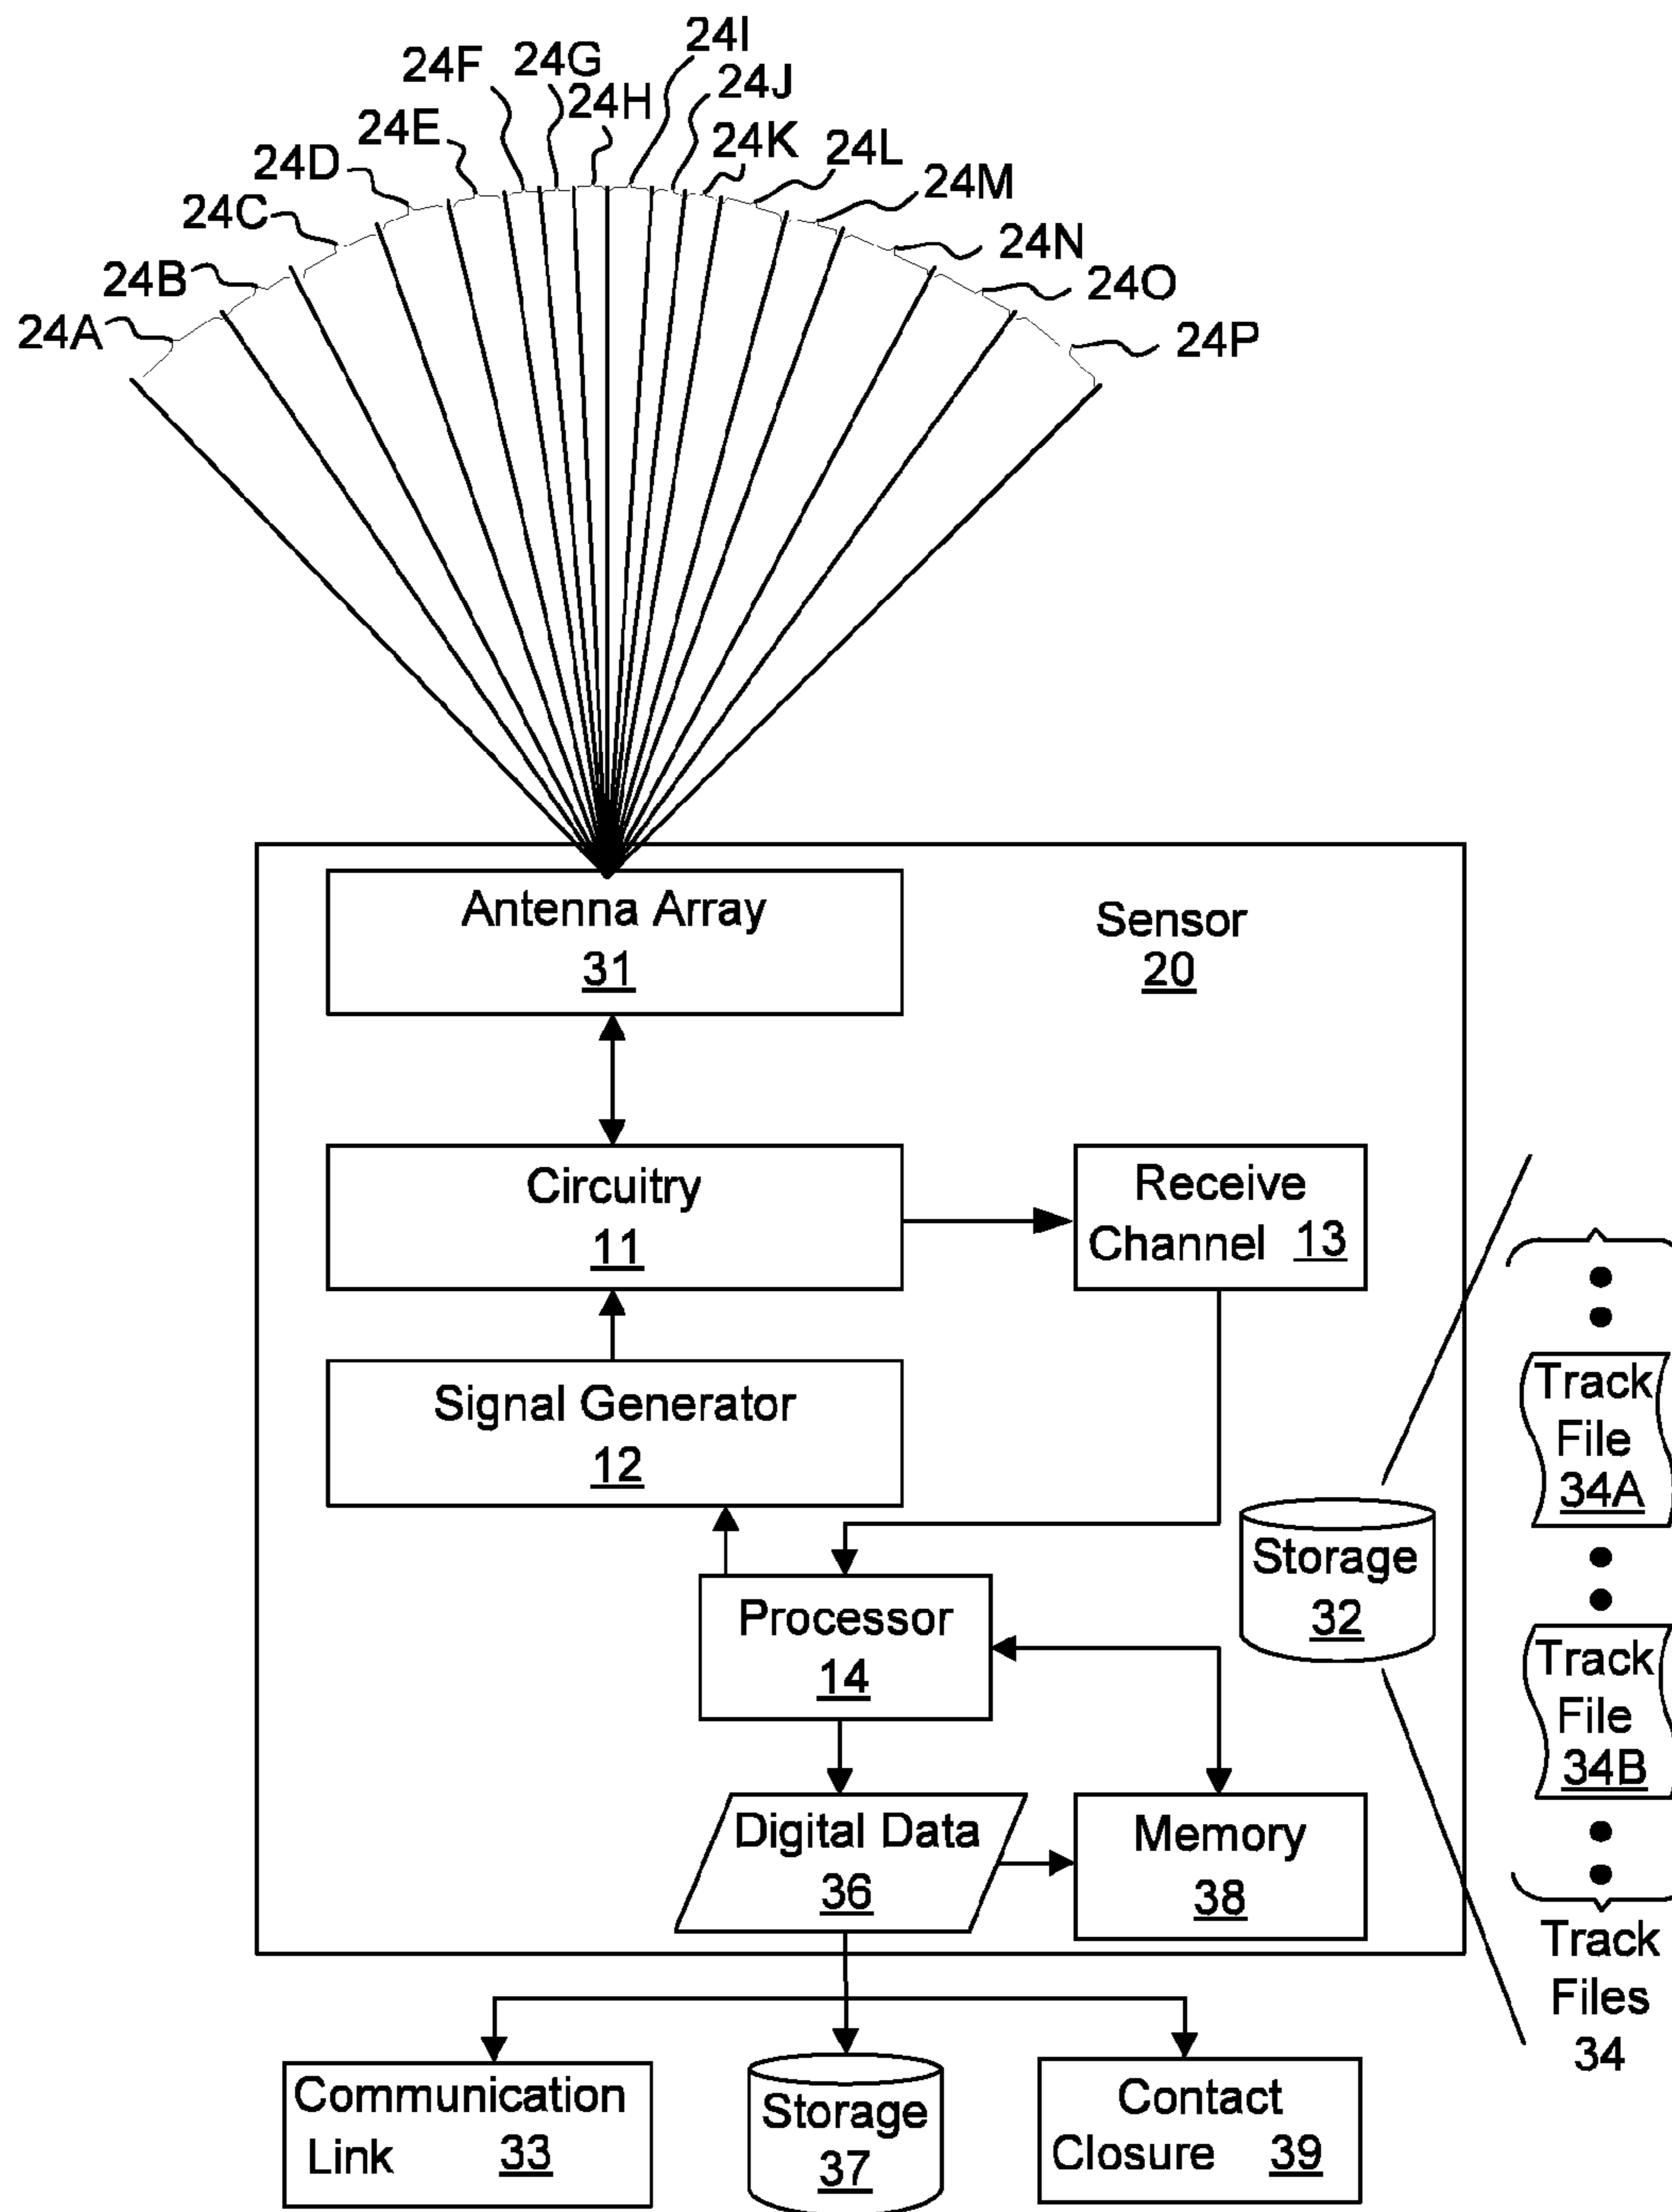 24I
24G
24F
24J
24H
24E
24K
24L
24D
24M
24C
24N
24B
24O
24A
24P
Antenna Array
31
Sensor
20
Circuitry
11
Receive
Channel 13
Signal Generator
12
Track
File
34A
Storage
32
Processor
14
Track
File
34B
Digital Data
36
Memory
38
Track
Files
34
Communication
Link 33
Storage
37
Contact
Closure 39